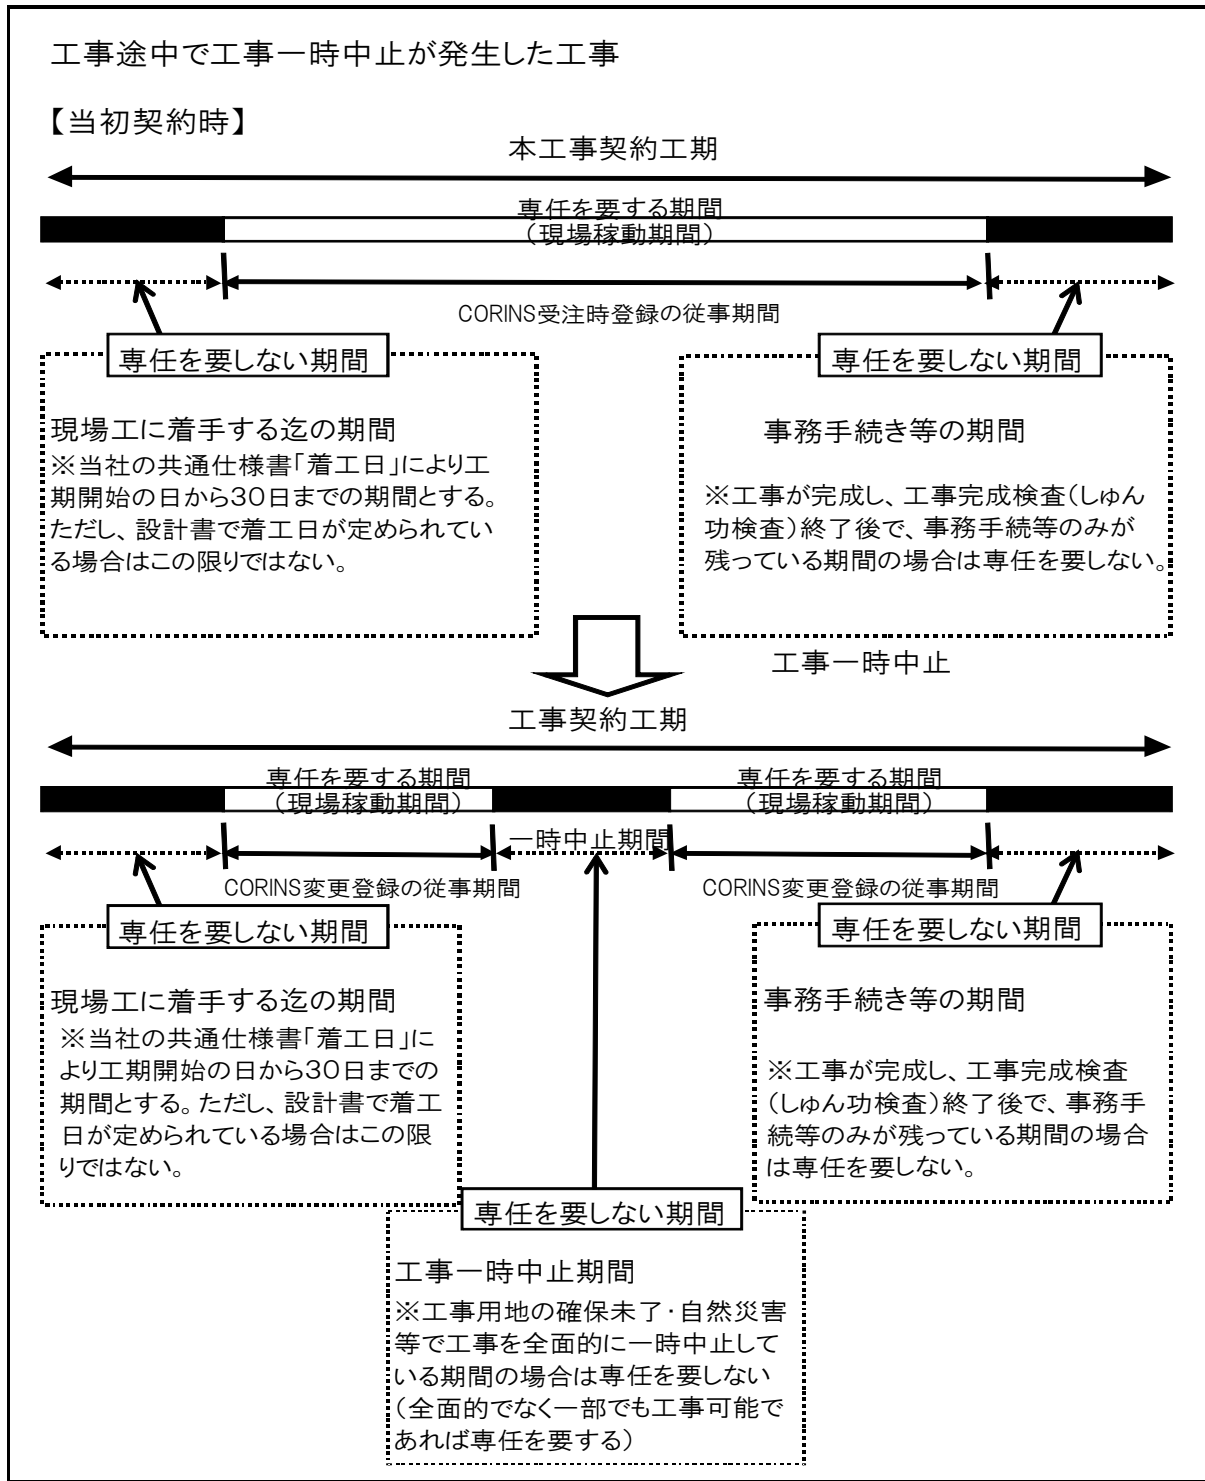 工事途中で工事一時中止が発生した工事
【当初契約時】
本工事契約工期
専任を要する期間
（現場稼動期間）
CORINS受注時登録の従事期間
専任を要しない期間
現場工に着手する迄の期間
※当社の共通仕様書「着工日」により工
期開始の日から30日までの期間とする。
ただし、設計書で着工日が定められてい
る場合はこの限りではない。
専任を要しない期間
事務手続き等の期間
※工事が完成し、工事完成検査（しゅん
功検査）終了後で、事務手続等のみが
残っている期間の場合は専任を要しない。
工事一時中止
工事契約工期
専任を要する期間
（現場稼動期間）
専任を要する期間
（現場稼動期間）
一時中止期間
CORINS変更登録の従事期間
CORINS変更登録の従事期間
専任を要しない期間
現場工に着手する迄の期間
※当社の共通仕様書「着工日」に
より工期開始の日から30日までの
期間とする。ただし、設計書で着工
日が定められている場合はこの限
りではない。
専任を要しない期間
事務手続き等の期間
※工事が完成し、工事完成検査
（しゅん功検査）終了後で、事務手
続等のみが残っている期間の場合
は専任を要しない。
専任を要しない期間
工事一時中止期間
※工事用地の確保未了・自然災害
等で工事を全面的に一時中止して
いる期間の場合は専任を要しない
（全面的でなく一部でも工事可能で
あれば専任を要する）